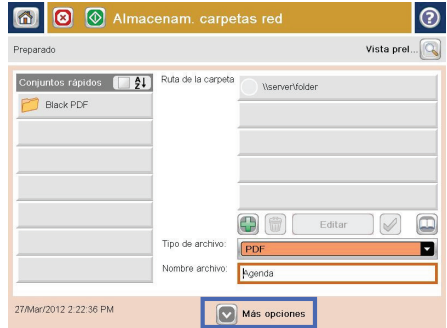 Almacenam. carpetas red
Preparado
Vista prel...
Conjuntos rápidos
Black PDF
Ruta de la carpeta
\\server\folder
Editar
Tipo de archivo:
PDF
Nombre archivo:
Agenda
27/Mar/2012 2:22:36 PM
Más opciones